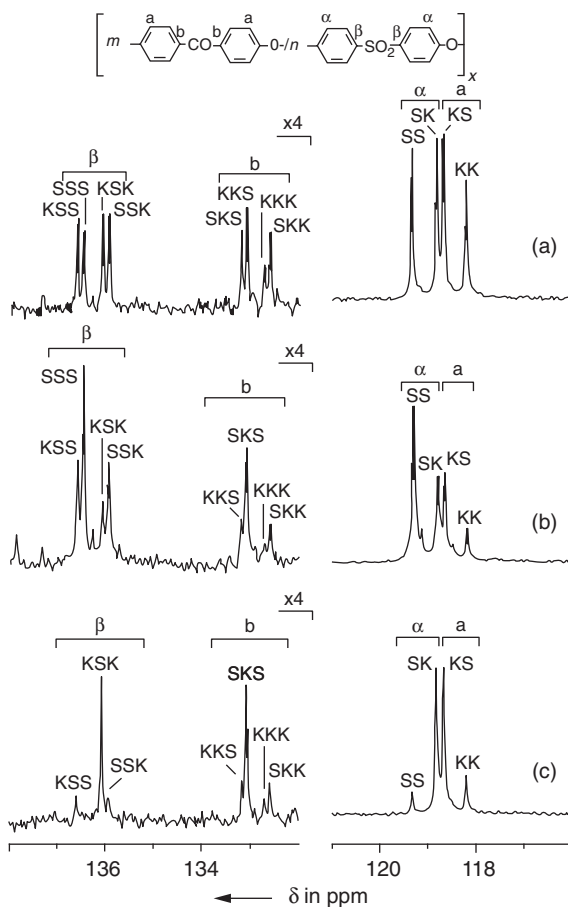 a a α α
m b CO b 0-/n β SO2 β O
x
x4
β b α a
SK KS
SS
KK
SSS KSK KKS KKK
KSS SSK SKS SKK
(a)
x4
β b α a
SSS SS
KSK SKS
KSS SSK SK KS
KKS KKK KK
SKK
(b)
x4
β b α a
KSK SKS SK KS
KSS SSK KKS KKK SS KK
SKK
(c)
136 134 120 118
δ in ppm